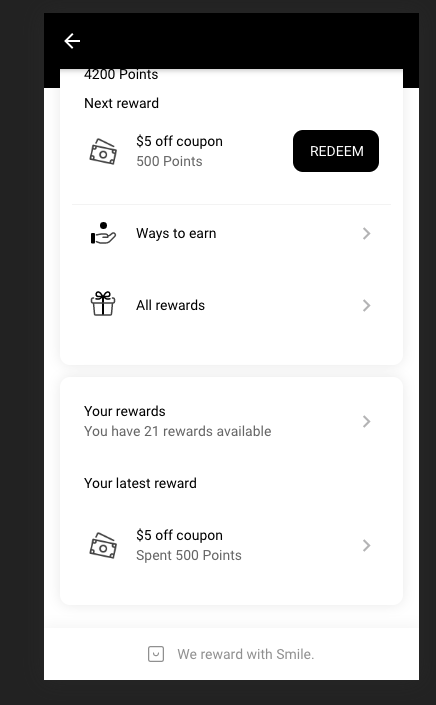 4200 Points
Next reward
$5 off coupon
500 Points
REDEEM
Ways to earn
All rewards
Your rewards
You have 21 rewards available
Your latest reward
$5 off coupon
Spent 500 Points
We reward with Smile.